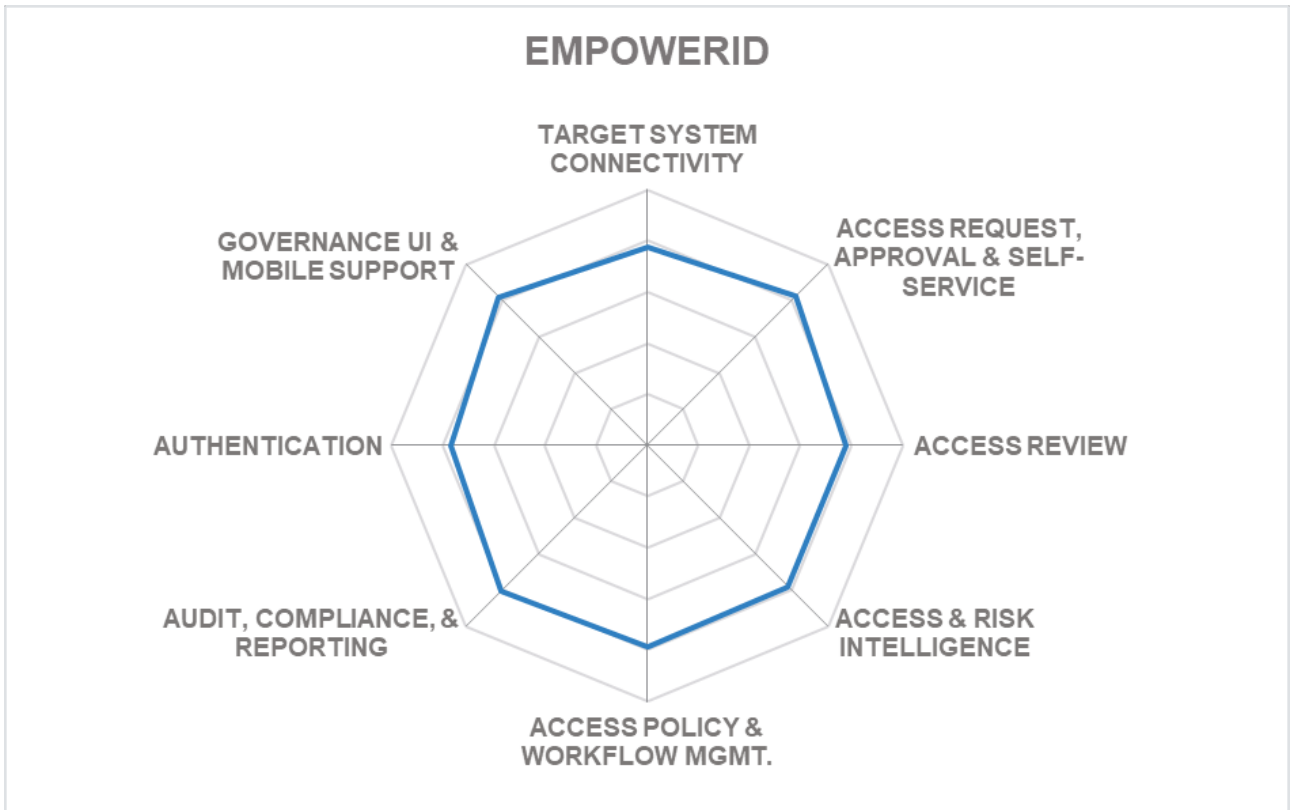 EMPOWERID
TARGET SYSTEM
CONNECTIVITY
ACCESS REQUEST,
APPROVAL & SELF-
SERVICE
ACCESS REVIEW
ACCESS & RISK
INTELLIGENCE
ACCESS POLICY &
WORKFLOW MGMT.
AUDIT, COMPLIANCE, &
REPORTING
AUTHENTICATION
GOVERNANCE UI &
MOBILE SUPPORT